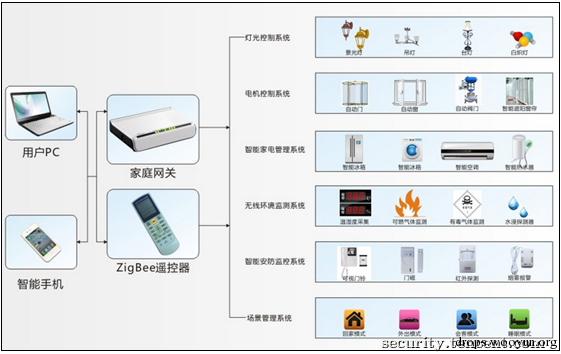 灯光控制系统
景光灯 吊灯 台灯 白炽灯
电机控制系统
自动门 自动窗 自动阀门 智能遮阳窗帘
用户PC
家庭网关
智能家电管理系统
智能冰箱 智能冰箱 智能空调 智能热水器
无线环境监测系统
温湿度采集 可燃气体监测 有毒气体监测 水浸探测器
智能手机
ZigBee遥控器
智能安防监控系统
可视门铃 门磁 红外探测 烟雾报警
场景管理系统
回家模式 外出模式 会客模式 睡眠模式
security.tencent.com
drops.wooyun.org